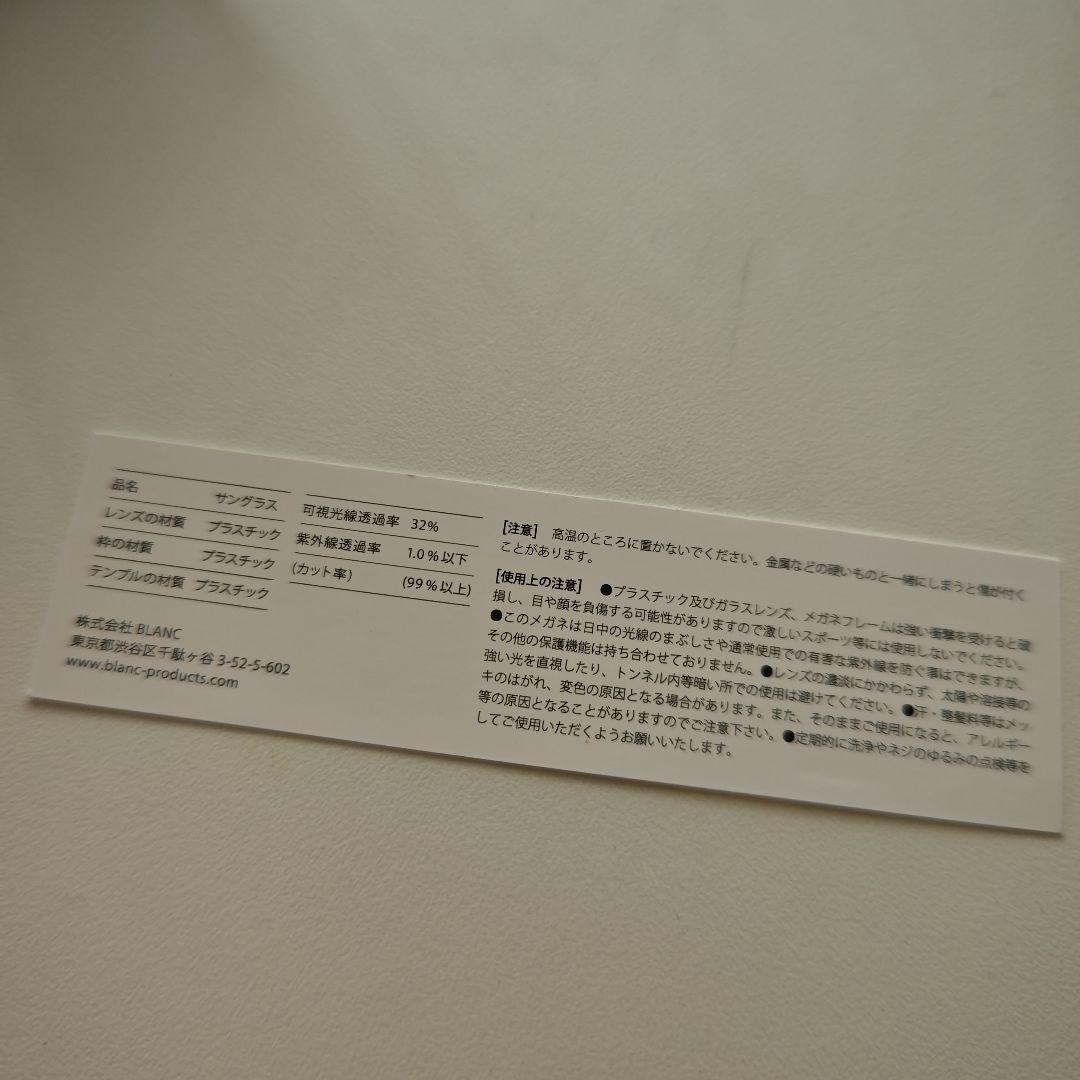 品名 サングラス
レンズの材質 プラスチック
枠の材質 プラスチック
テンプルの材質 プラスチック
株式会社 BLANC
東京都渋谷区千駄ヶ谷 3-52-5-602
www.blanc-products.com
可視光線透過率 32%
紫外線透過率 1.0%以下
(カット率) (99%以上)
[注意] 高温のところに置かないでください。金属などの硬いものと一緒にしまうと傷が付く
ことがあります。
[使用上の注意] ●プラスチック及びガラスレンズ、メガネフレームは強い衝撃を受けると破
損し、目や顔を負傷する可能性がありますので激しいスポーツ等には使用しないでください。
●このメガネは日中の光線のまぶしさや通常使用での有害な紫外線を防ぐ事はできますが、
その他の保護機能は持ち合わせておりません。●レンズの濃淡にかかわらず、太陽や溶接等の
強い光を直視したり、トンネル内等暗い所での使用は避けてください。●汗・整髪料等はメッ
キのはがれ、変色の原因となる場合があります。また、そのままご使用になると、アレルギー
等の原因となることがありますのでご注意下さい。●定期的に洗浄やネジのゆるみの点検等を
してご使用いただくようお願いいたします。